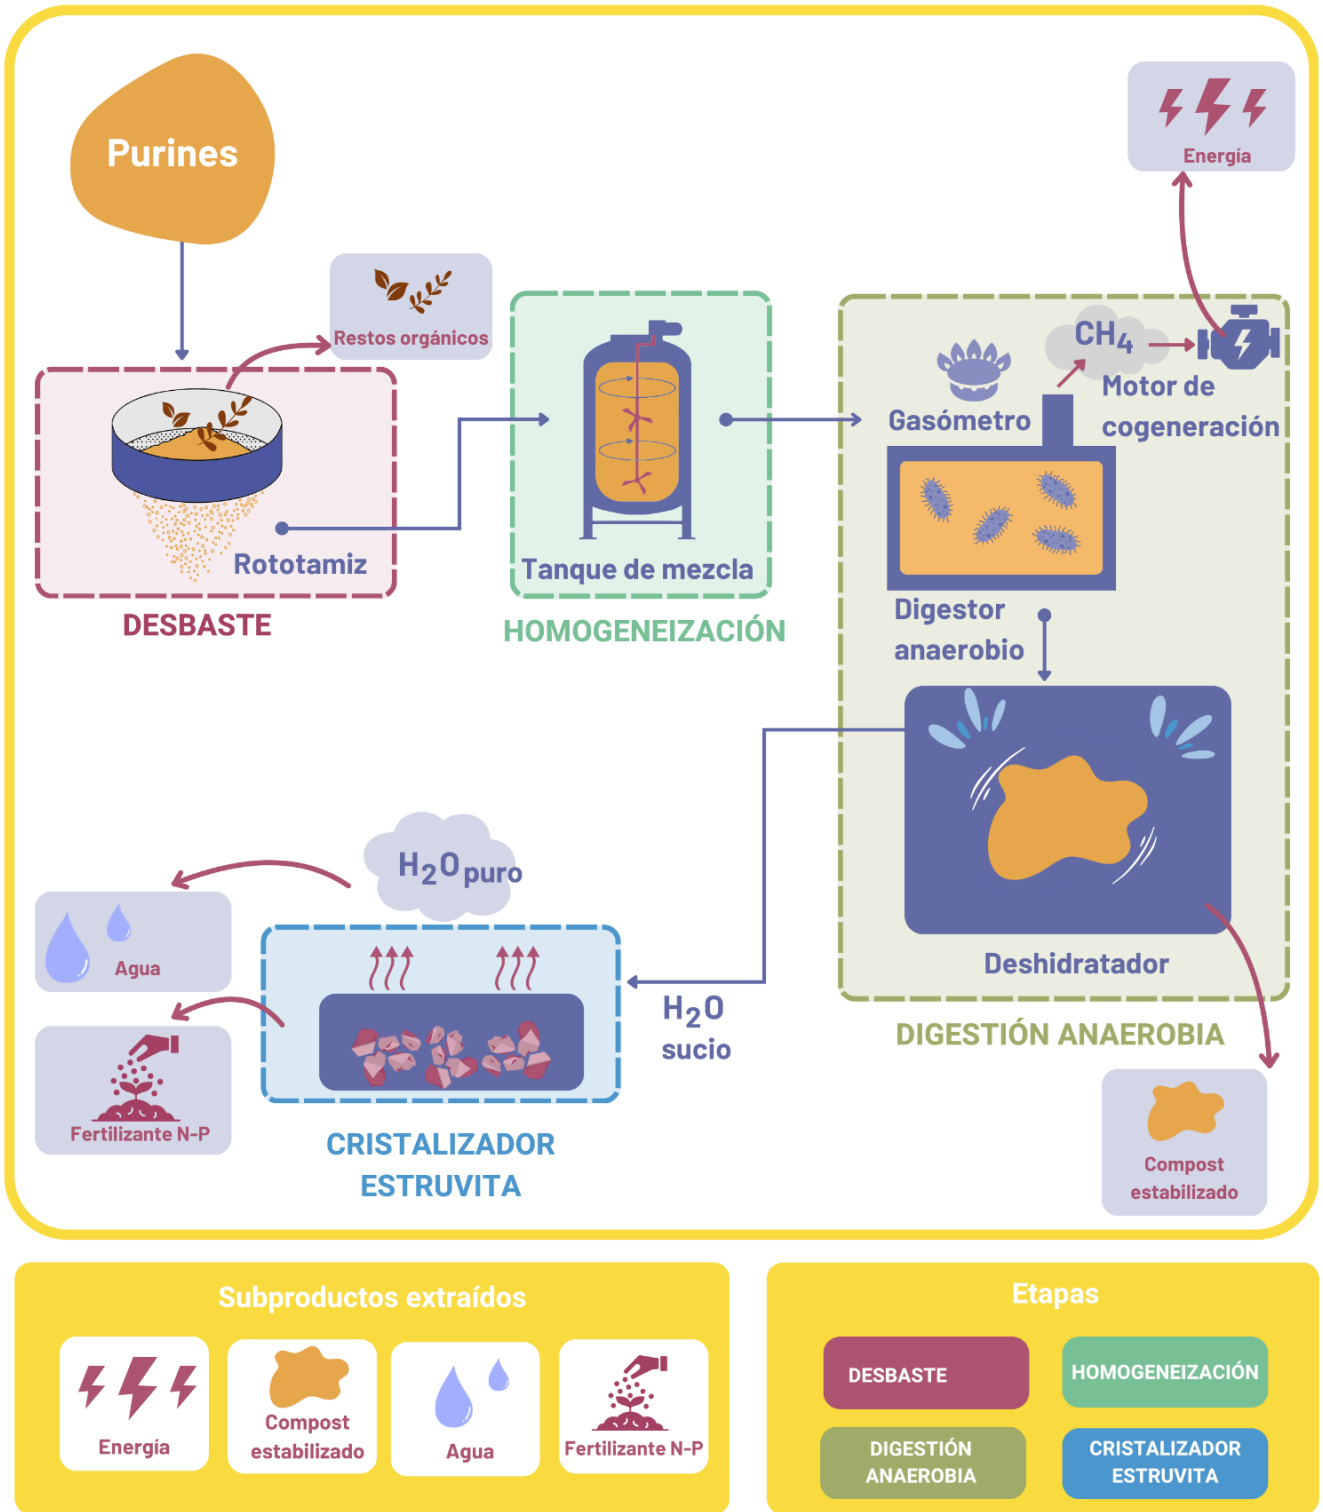 Purines
Energía
Restos orgánicos
CH4
Motor de
cogeneración
Gasómetro
Rototamiz
DESBASTE
Tanque de mezcla
HOMOGENEIZACIÓN
Digestor
anaerobio
Deshidratador
DIGESTIÓN ANAEROBIA
H2O puro
Agua
H2O
sucio
Fertilizante N-P
CRISTALIZADOR
ESTRUVITA
Compost
estabilizado
Subproductos extraídos
Energía
Compost
estabilizado
Agua
Fertilizante N-P
Etapas
DESBASTE
HOMOGENEIZACIÓN
DIGESTIÓN
ANAEROBIA
CRISTALIZADOR
ESTRUVITA